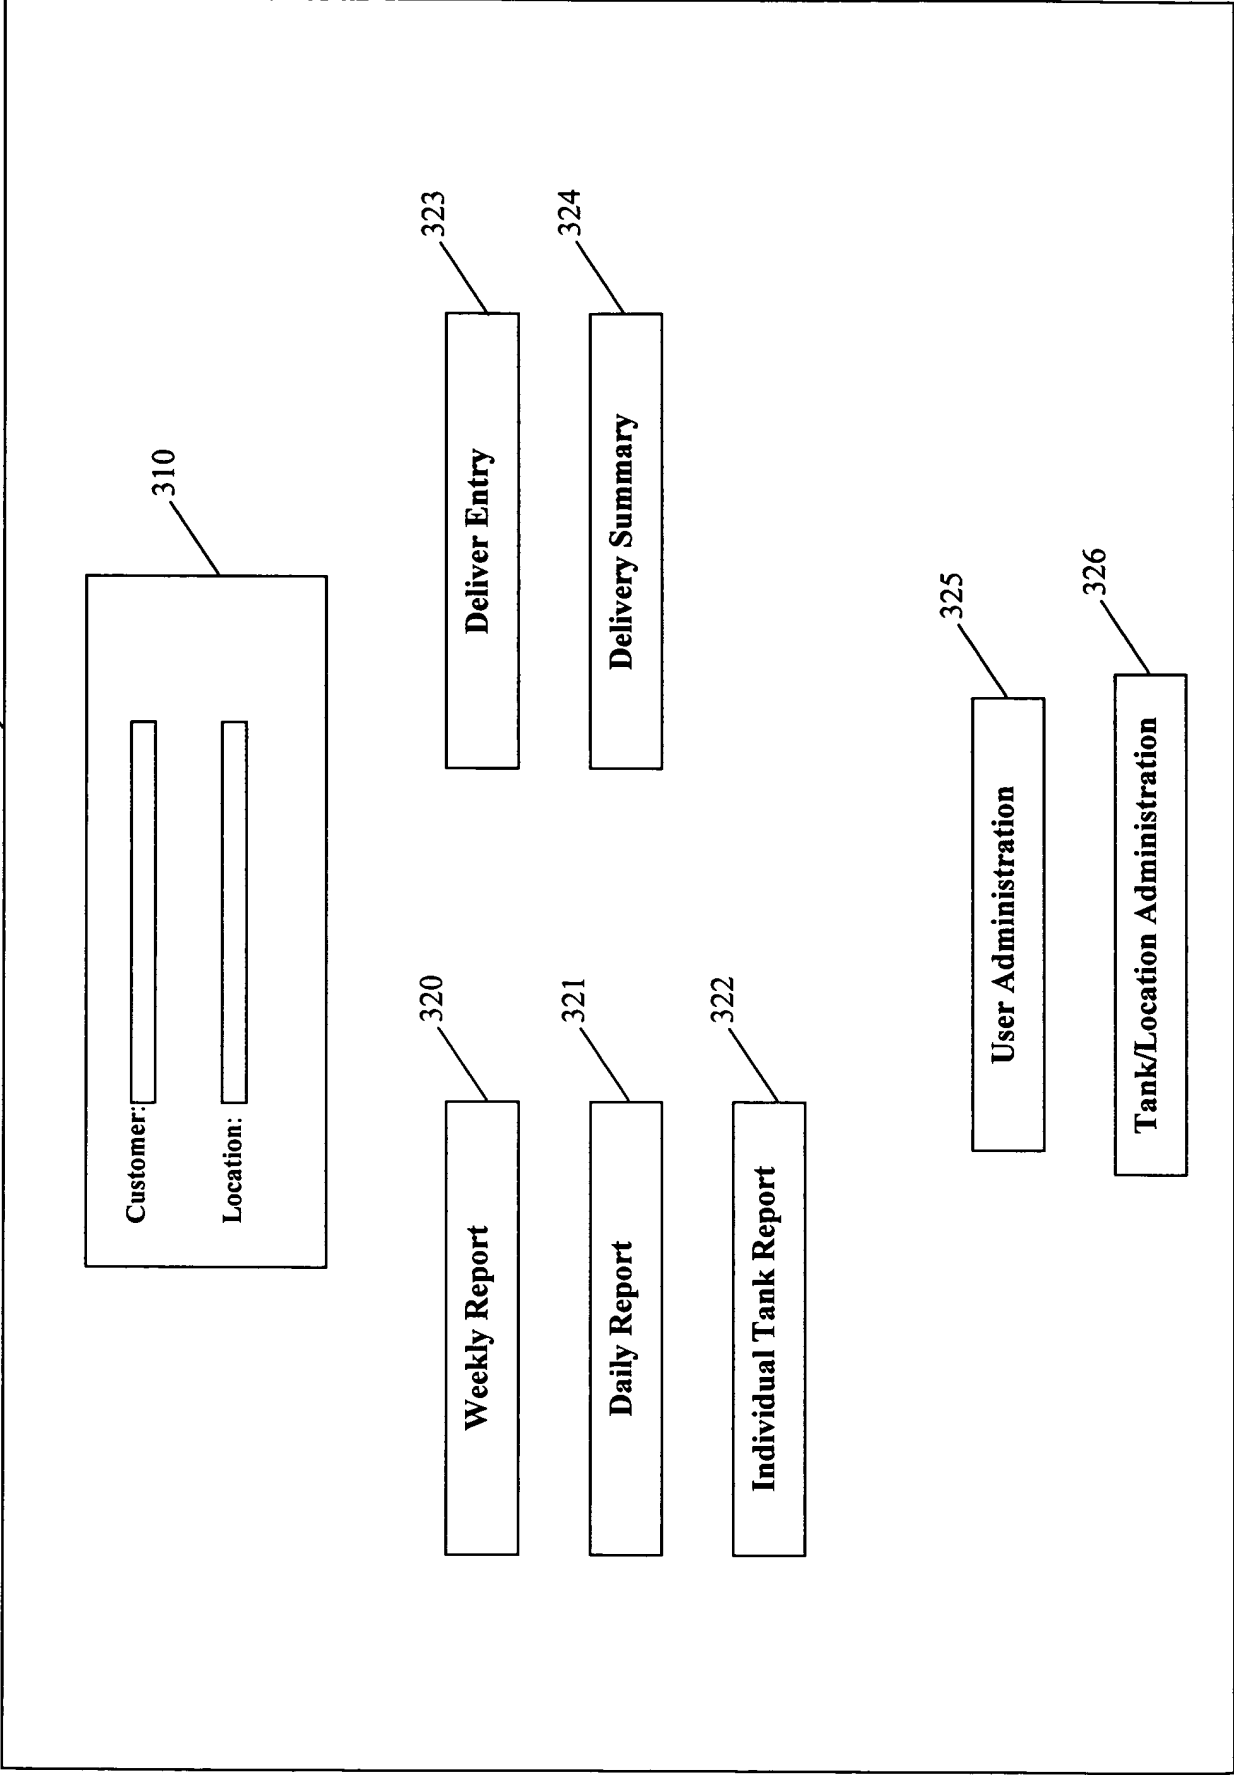 310
Customer:
Location:
320
323
Weekly Report
Deliver Entry
321
324
Daily Report
Delivery Summary
322
Individual Tank Report
325
User Administration
326
Tank/Location Administration